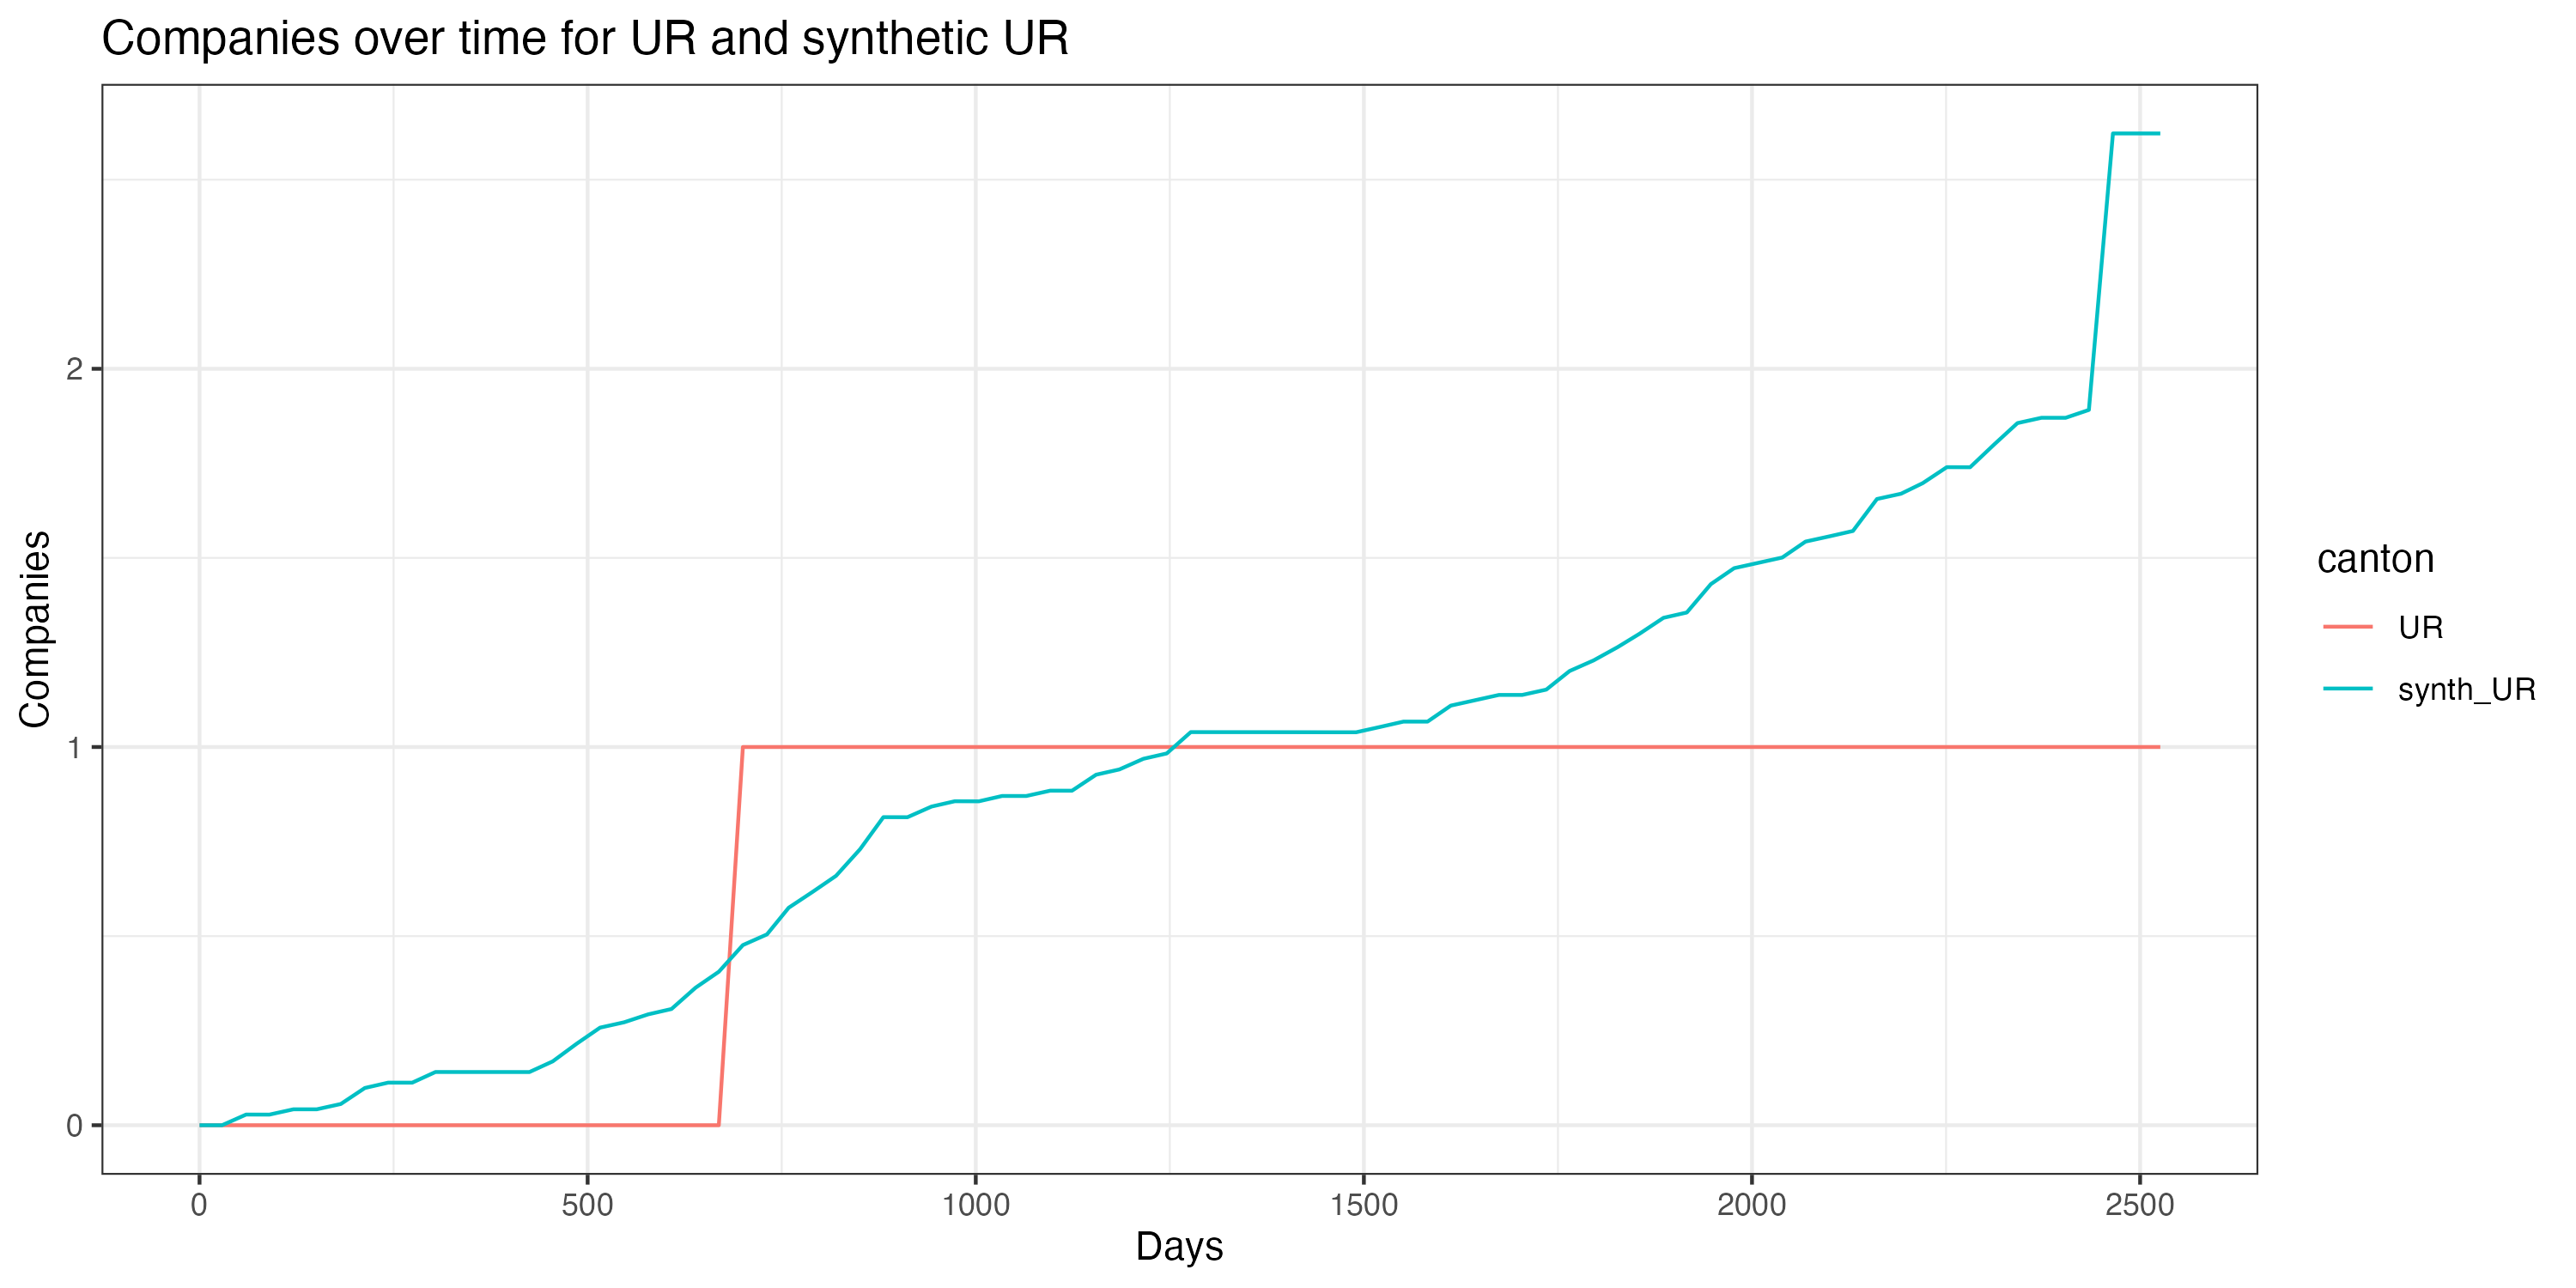 Companies over time for UR and synthetic UR
Companies
2
1
0
0 500 1000 1500 2000 2500
Days
canton
UR
synth_UR